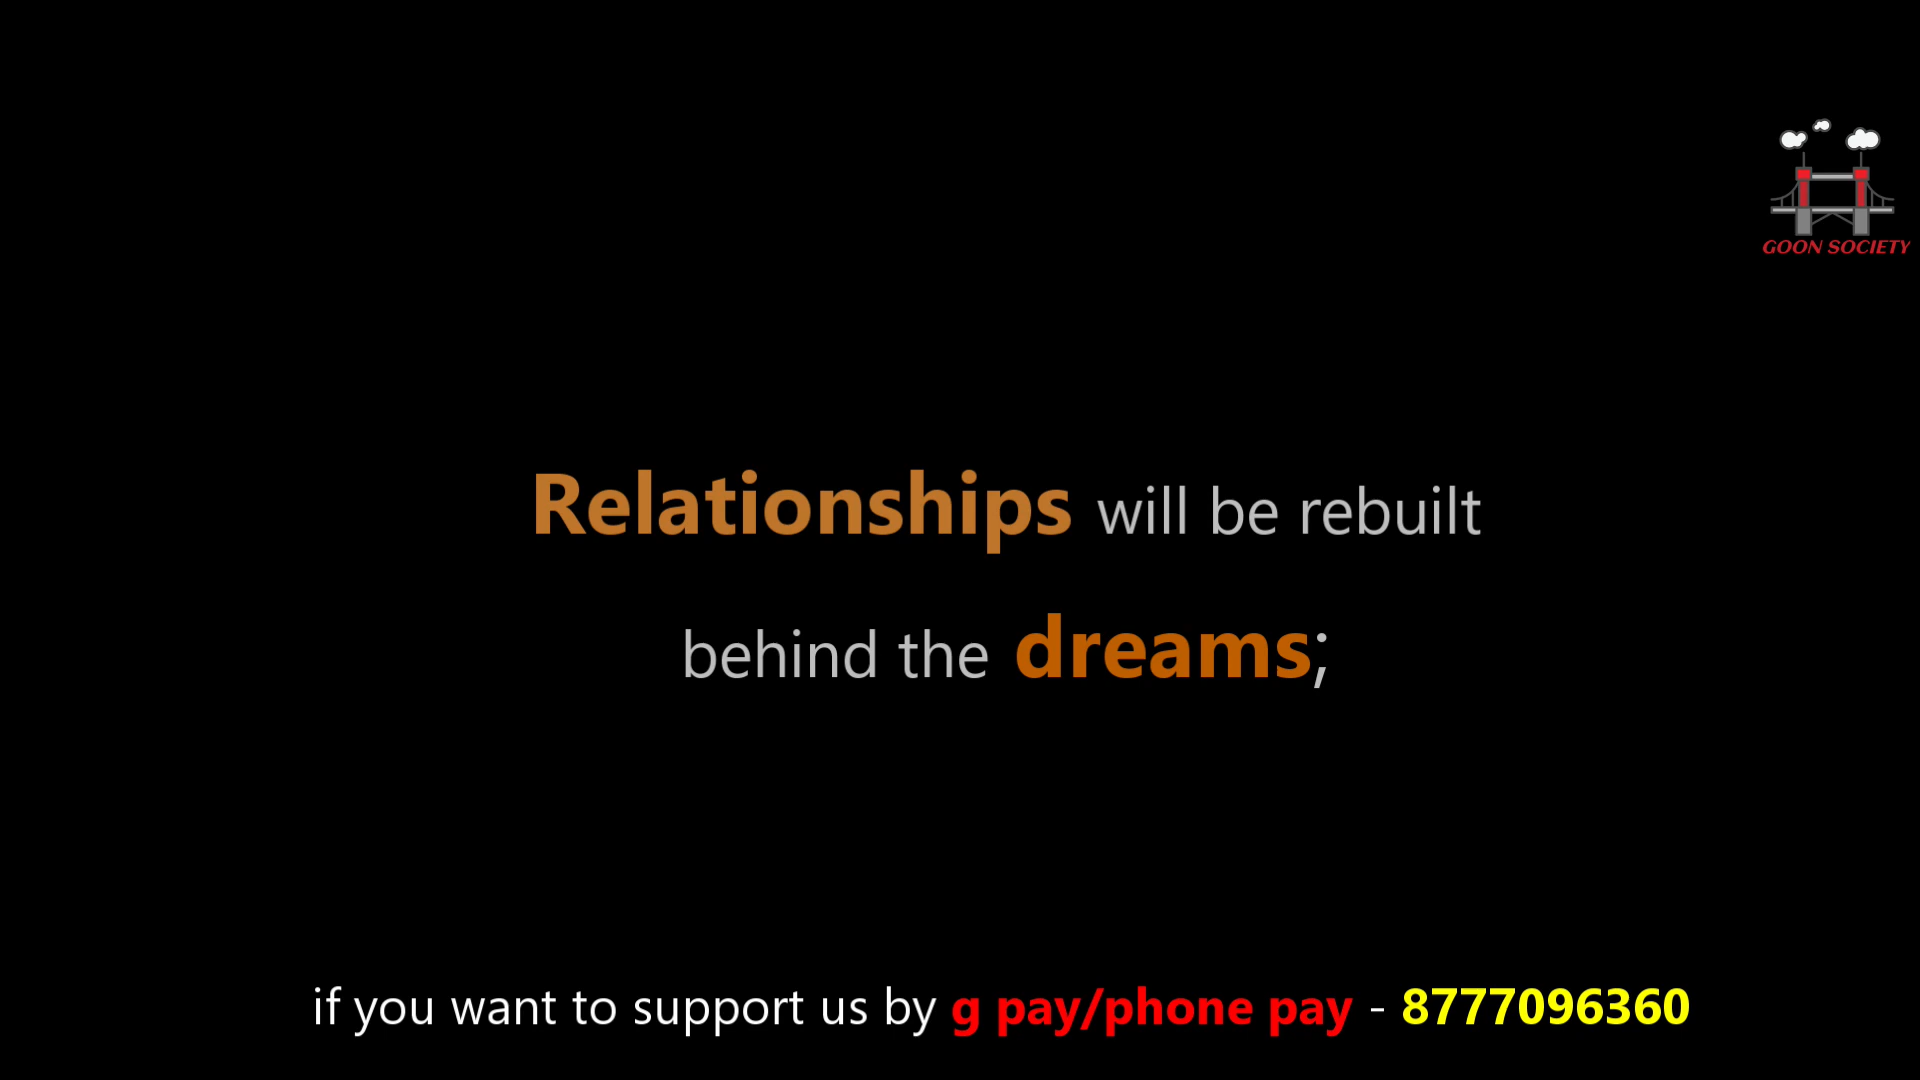 GOON SOCIETY
Relationships will be rebuilt
behind the dreams;
if you want to support us by g pay/phone pay - 8777096360